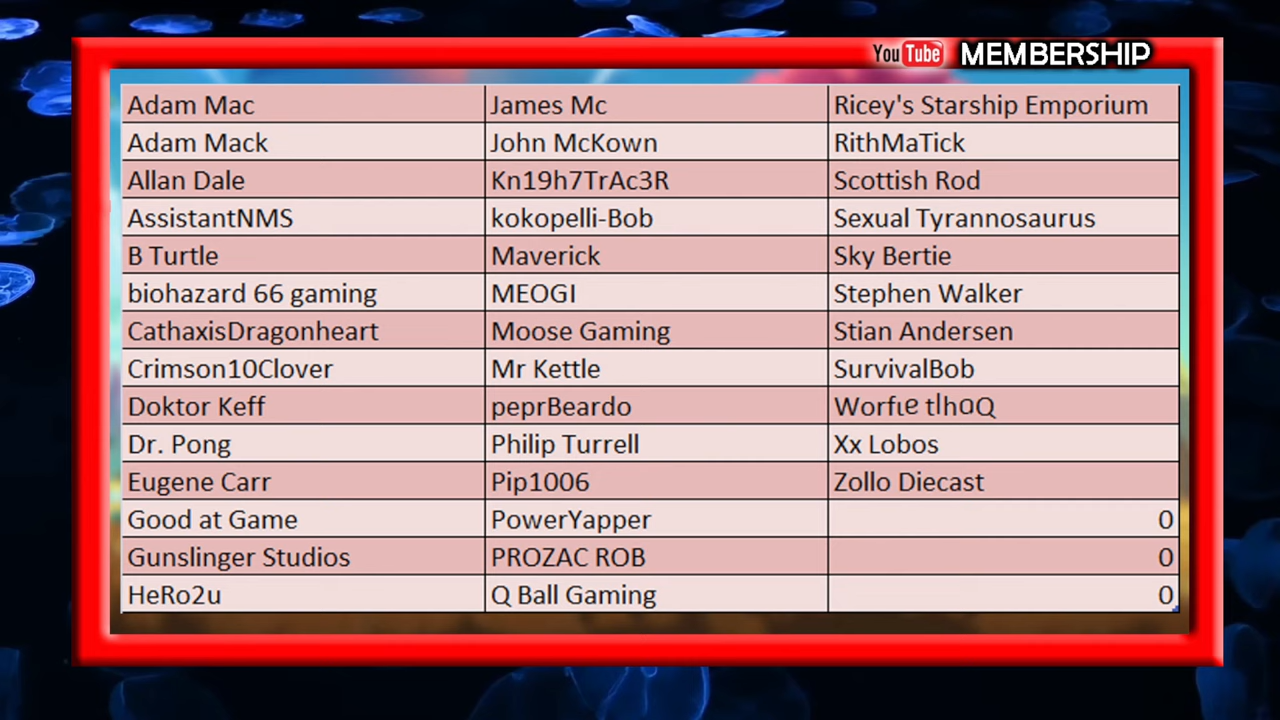 YouTube MEMBERSHIP
Adam Mac James Mc Ricey's Starship Emporium
Adam Mack John McKown RithMaTick
Allan Dale Kn19h7TrAc3R Scottish Rod
AssistantNMS kokopelli-Bob Sexual Tyrannosaurus
B Turtle Maverick Sky Bertie
biohazard 66 gaming MEOGI Stephen Walker
CathaxisDragonheart Moose Gaming Stian Andersen
Crimson10Clover Mr Kettle SurvivalBob
Doktor Keff peprBeardo
Dr. Pong Philip Turrell Xx Lobos
Eugene Carr Pip1006 Zollo Diecast
Good at Game PowerYapper 0
Gunslinger Studios PROZAC ROB 0
HeRo2u Q Ball Gaming 0